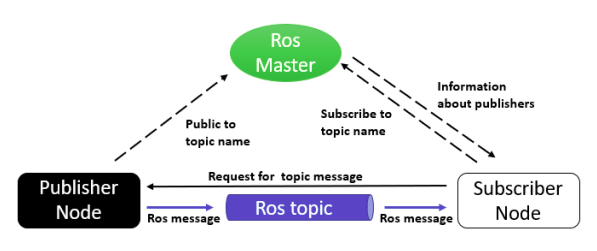 Ros
Master
Information
about publishers
Subscribe to
topic name
Public to
topic name
Request for topic message
Publisher
Node
Ros message
Ros topic
Ros message
Subscriber
Node